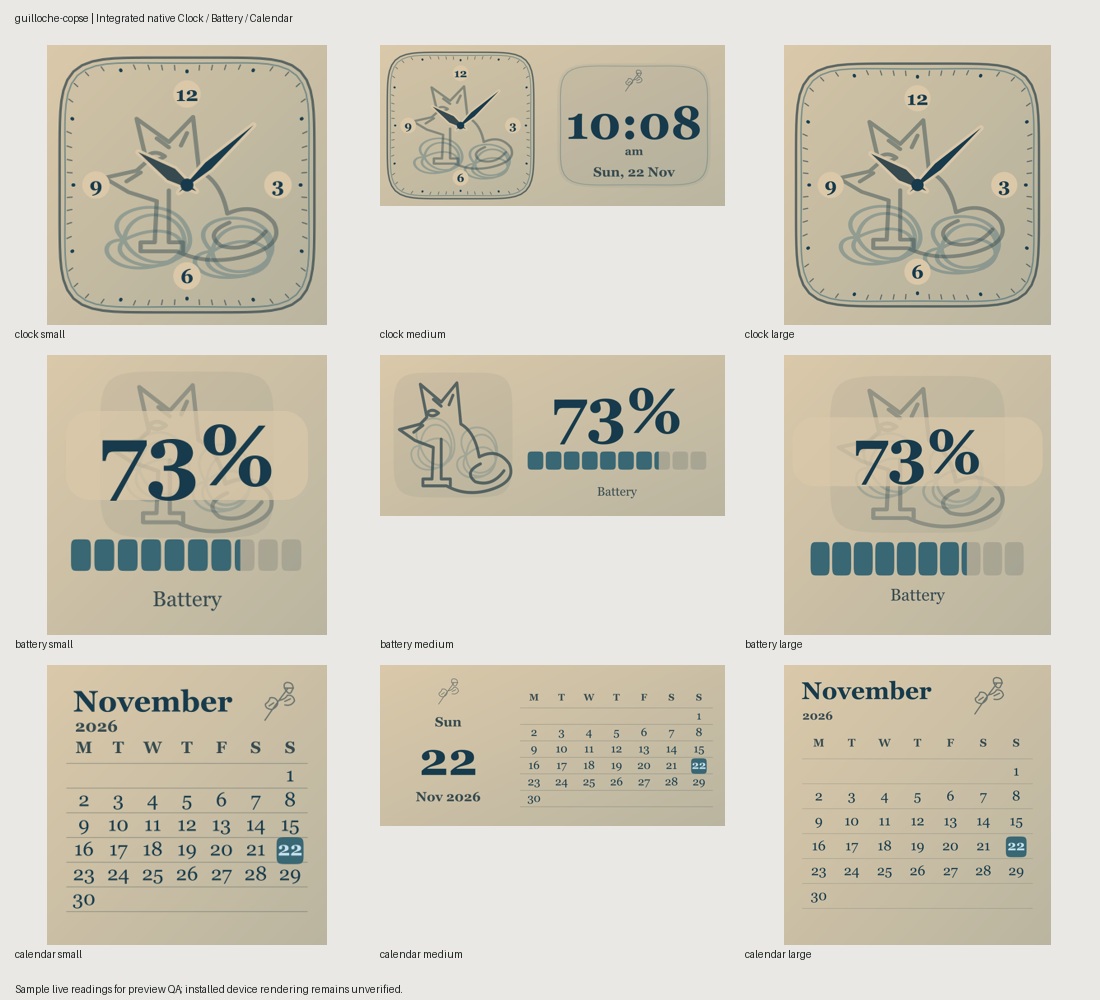 guilloche-copse | Integrated native Clock / Battery / Calendar
12
9
3
6
clock small
12
9
3
6
10:08
am
Sun, 22 Nov
clock medium
12
9
3
6
clock large
73%
Battery
battery small
73%
Battery
battery medium
73%
Battery
battery large
November
2026
M T W T F S S
1
2 3 4 5 6 7 8
9 10 11 12 13 14 15
16 17 18 19 20 21 22
23 24 25 26 27 28 29
30
calendar small
Sun
22
Nov 2026
M T W T F S S
1
2 3 4 5 6 7 8
9 10 11 12 13 14 15
16 17 18 19 20 21 22
23 24 25 26 27 28 29
30
calendar medium
November
2026
M T W T F S S
1
2 3 4 5 6 7 8
9 10 11 12 13 14 15
16 17 18 19 20 21 22
23 24 25 26 27 28 29
30
calendar large
Sample live readings for preview QA; installed device rendering remains unverified.